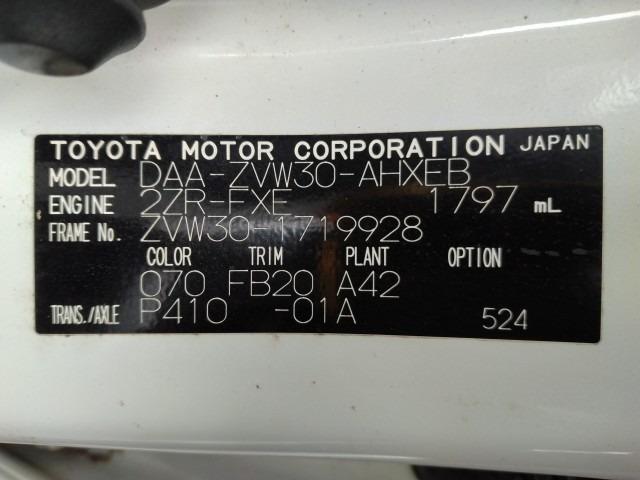 TOYOTA MOTOR CORPORATION JAPAN
MODEL DAA-ZVW30-AHXEB
ENGINE 2ZR-FXE 1797 mL
FRAME No. ZVW30-1719928
COLOR TRIM PLANT OPTION
070 FB20 A42
TRANS./AXLE P410 -01A 524